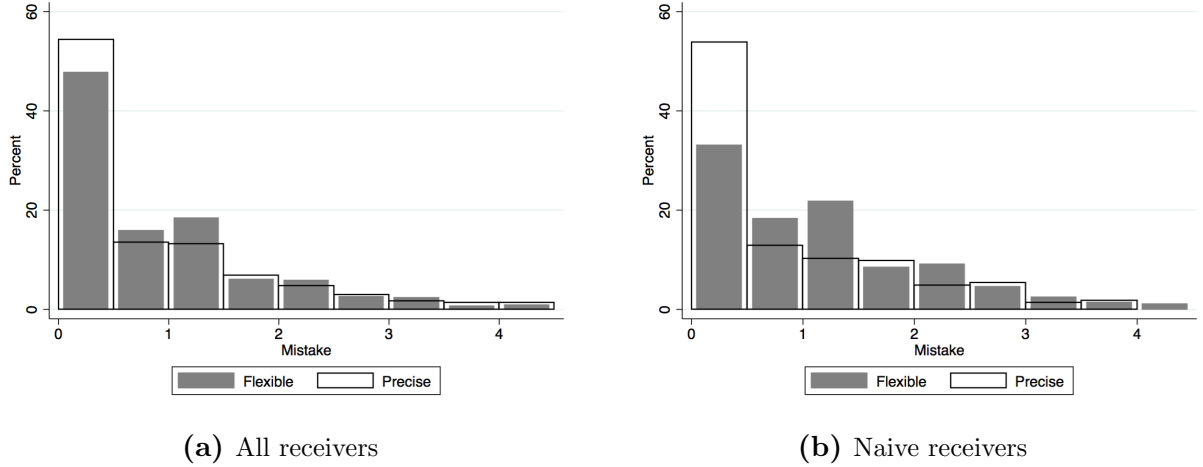 60
40
20
0
Percent
0 1 2 3 4
Mistake
Flexible Precise
(a) All receivers
60
40
20
0
Percent
0 1 2 3 4
Mistake
Flexible Precise
(b) Naive receivers